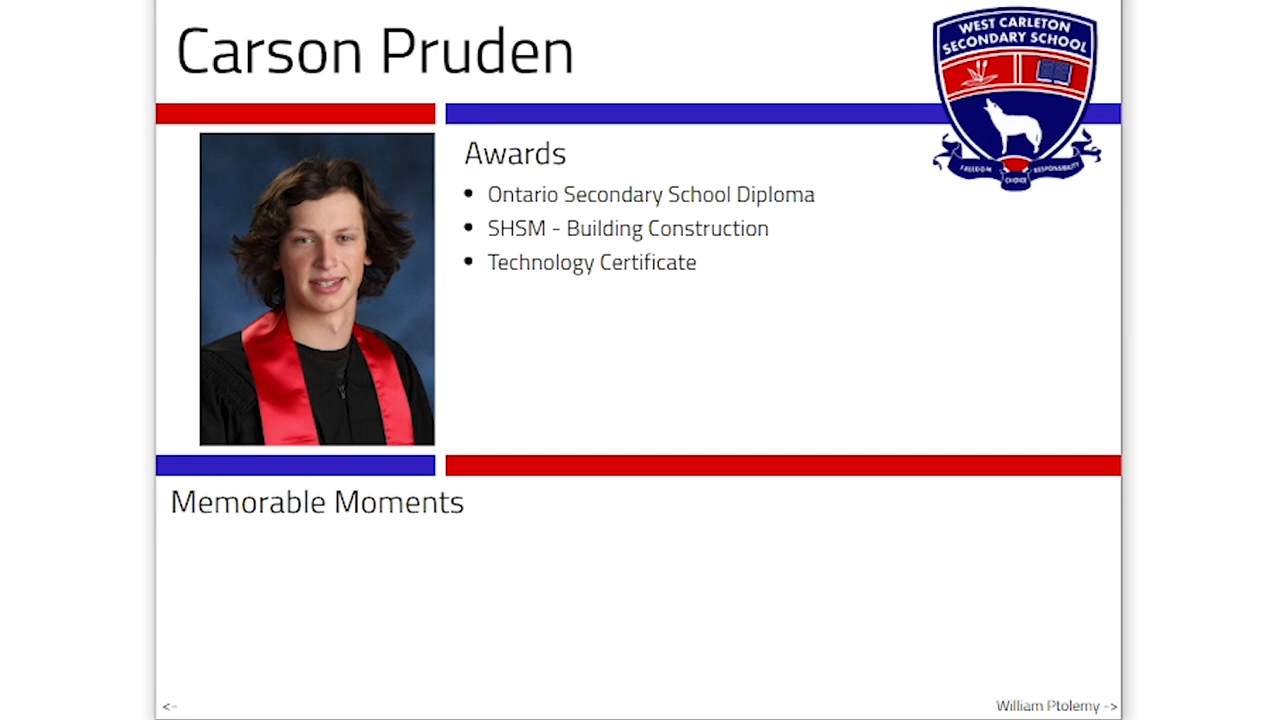 Carson Pruden
WEST CARLETON
SECONDARY SCHOOL
FREEDOM CHOICE RESPONSIBILITY
Awards
• Ontario Secondary School Diploma
• SHSM - Building Construction
• Technology Certificate
Memorable Moments
<-
William Ptolemy ->